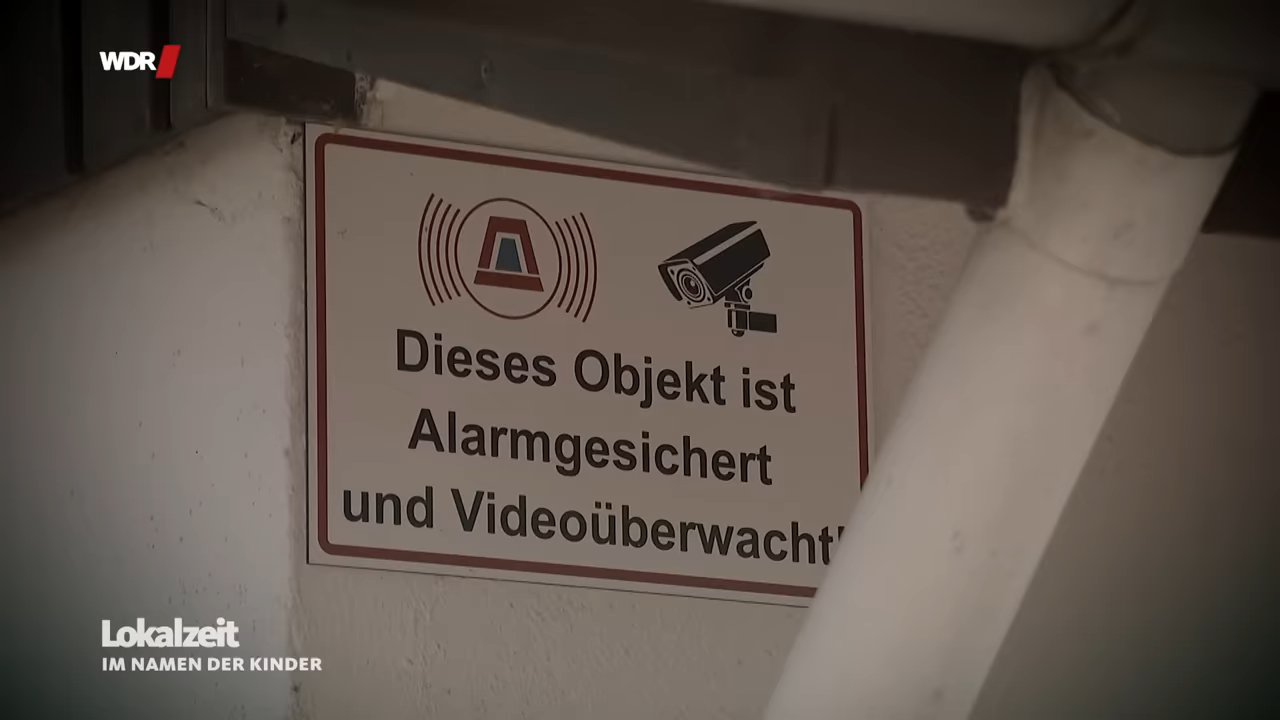 WDR
Dieses Objekt ist
Alarmgesichert
und Videoüberwacht!
Lokalzeit
IM NAMEN DER KINDER